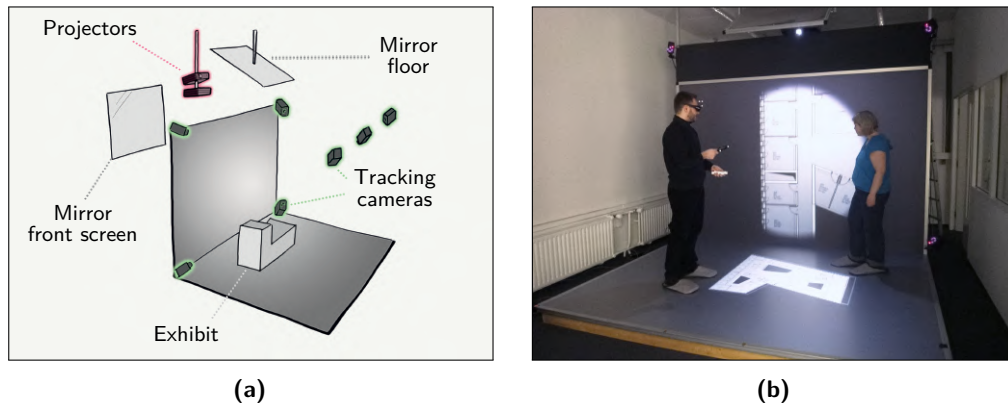 Projectors
Mirror
floor
Tracking
cameras
Mirror
front screen
Exhibit
(a)
(b)